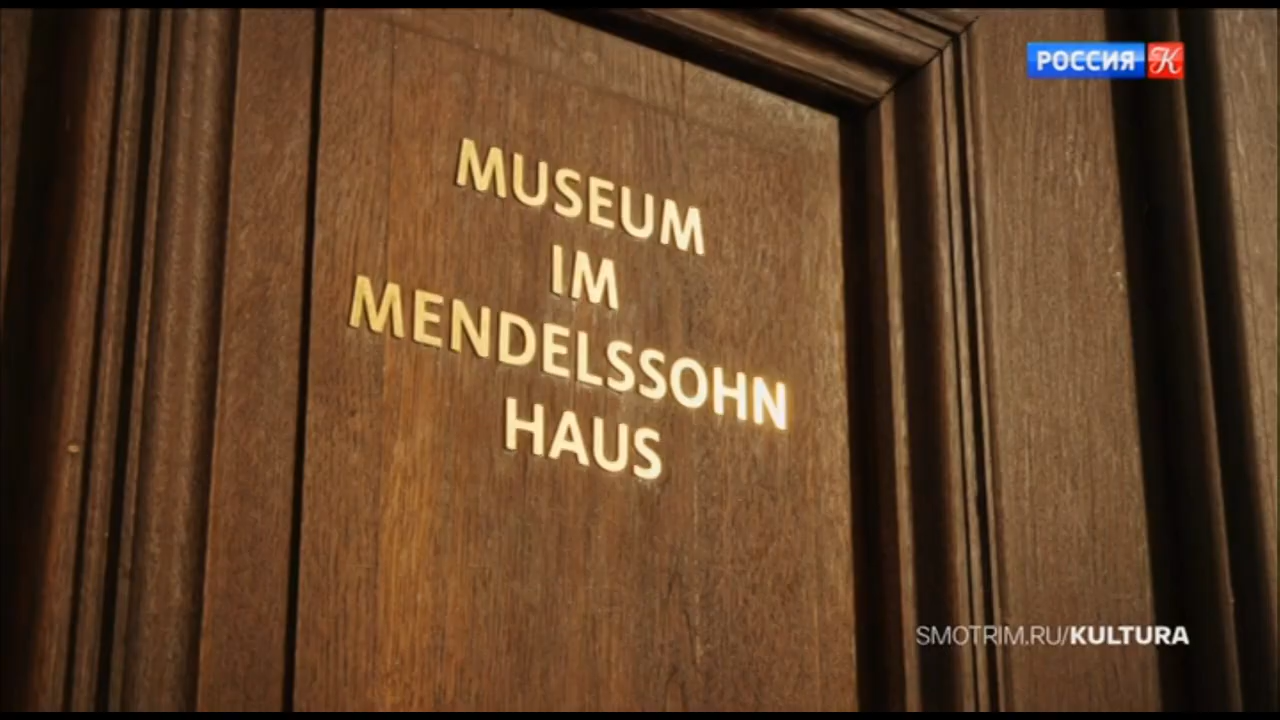 РОССИЯ К
MUSEUM
IM
MENDELSSOHN
HAUS
SMOTRIM.RU/KULTURA